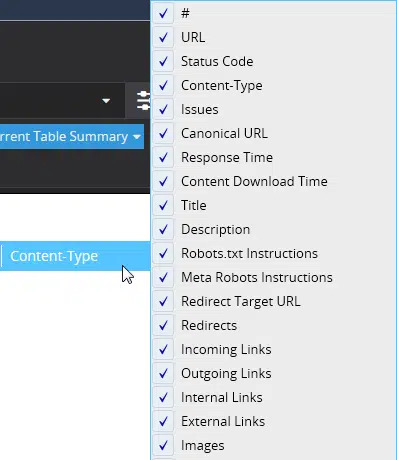 #
URL
Status Code
Content-Type
Issues
rrent Table Summary
Canonical URL
Response Time
Content Download Time
Title
Description
Content-Type
Robots.txt Instructions
Meta Robots Instructions
Redirect Target URL
Redirects
Incoming Links
Outgoing Links
Internal Links
External Links
Images